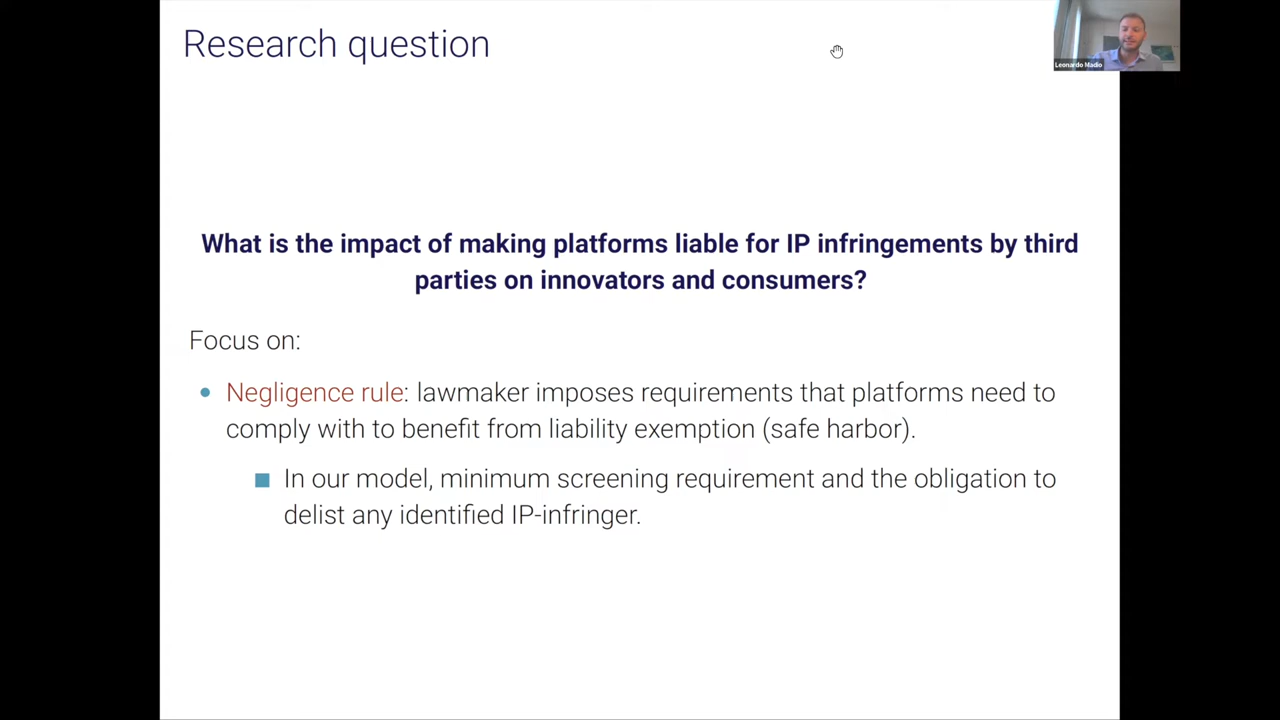 Research question
Leonardo Madio
What is the impact of making platforms liable for IP infringements by third
parties on innovators and consumers?
Focus on:
• Negligence rule: lawmaker imposes requirements that platforms need to
comply with to benefit from liability exemption (safe harbor).
■ In our model, minimum screening requirement and the obligation to
delist any identified IP-infringer.